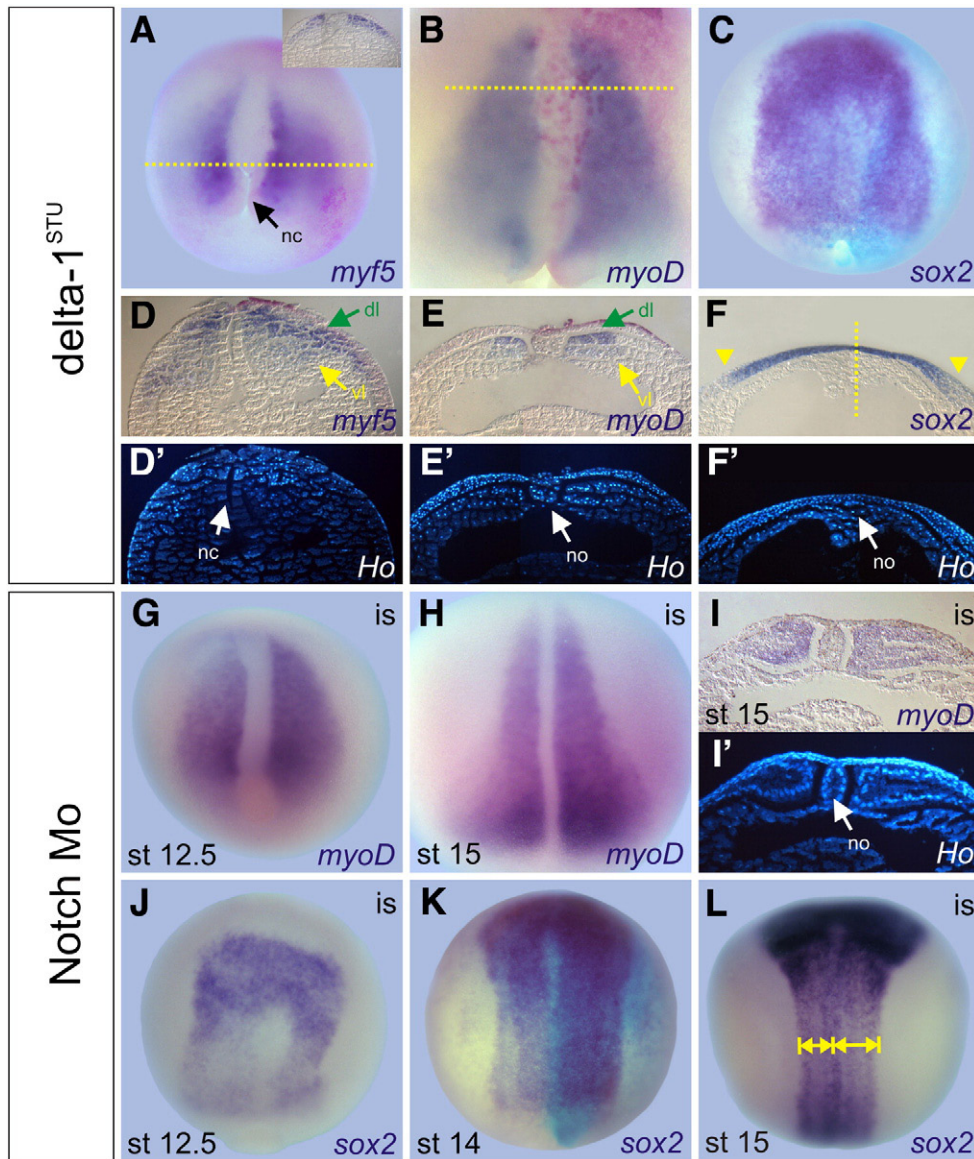 delta-1STU
A
nc
myf5
B
myoD
C
sox2
D
dl
vl
myf5
E
dl
vl
myoD
F
sox2
D’
nc
Ho
E’
no
Ho
F’
no
Ho
Notch Mo
G
is
st 12.5
myoD
H
is
st 15
myoD
I
is
st 15
myoD
I’
no
Ho
J
is
st 12.5
sox2
K
st 14
sox2
L
is
st 15
sox2